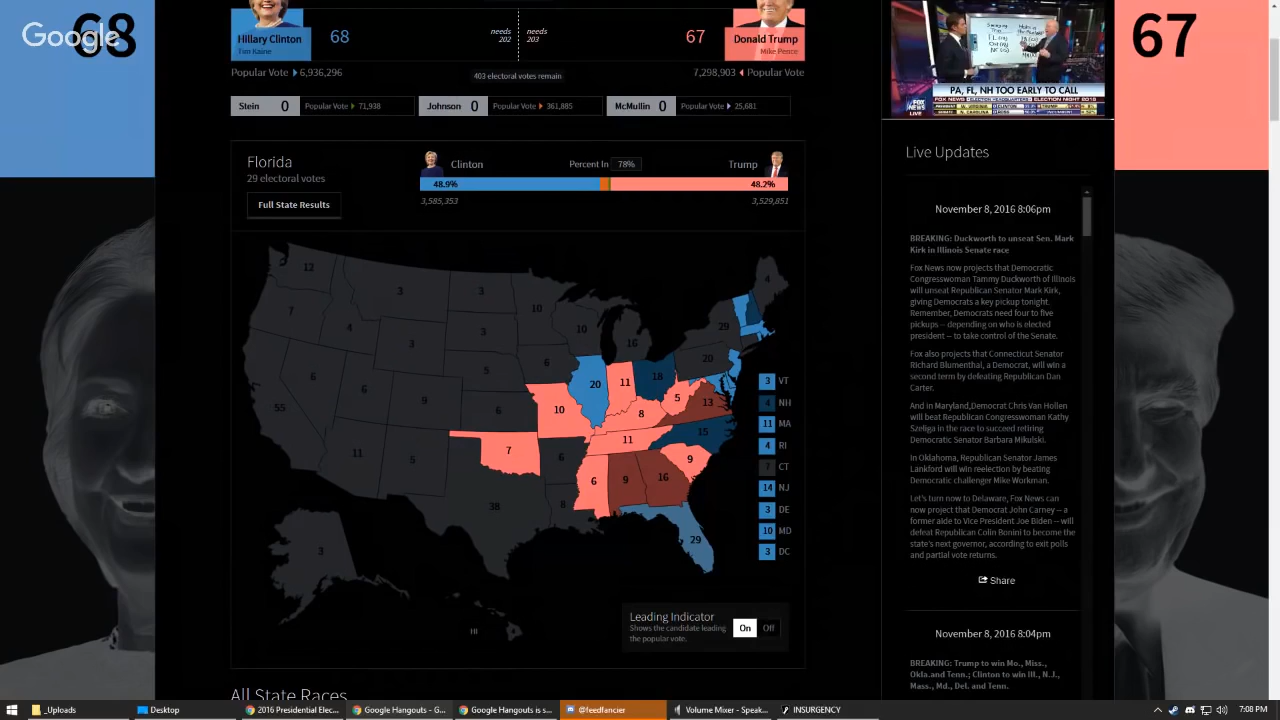 68
Google
Hillary Clinton
Tim Kaine
68
needs
202
needs
203
67
Donald Trump
Mike Pence
67
Popular Vote
6,936,296
403 electoral votes remain
7,298,903
Popular Vote
Stein
0
Popular Vote
71,938
Johnson
0
Popular Vote
361,885
McMullin
0
Popular Vote
25,681
PA, FL, NH TOO EARLY TO CALL
FOX
NEWS
LIVE
Florida
29 electoral votes
Full State Results
Clinton
Percent In
78%
Trump
48.9%
48.2%
3,585,353
3,529,851
12
3
3
10
4
3
10
16
29
3
6
20
5
20
11
18
55
6
9
6
10
5
13
8
15
11
5
7
6
11
9
6
9
16
38
8
29
3
HI
3
VT
4
NH
11
MA
4
RI
7
CT
14
NJ
3
DE
10
MD
3
DC
Leading Indicator
Shows the candidate leading
the popular vote.
On
Off
All State Races
Live Updates
November 8, 2016 8:06pm
BREAKING: Duckworth to unseat Sen. Mark
Kirk in Illinois Senate race
Fox News now projects that Democratic
Congresswoman Tammy Duckworth of Illinois
will unseat Republican Senator Mark Kirk,
giving Democrats a key pickup tonight.
Remember, Democrats need four to five
pickups -- depending on who is elected
president -- to take control of the Senate.
Fox also projects that Connecticut Senator
Richard Blumenthal, a Democrat, will win a
second term by defeating Republican Dan
Carter.
And in Maryland,Democrat Chris Van Hollen
will beat Republican Congresswoman Kathy
Szeliga in the race to succeed retiring
Democratic Senator Barbara Mikulski.
In Oklahoma, Republican Senator James
Lankford will win reelection by beating
Democratic challenger Mike Workman.
Let's turn now to Delaware, Fox News can
now project that Democrat John Carney -- a
former aide to Vice President Joe Biden -- will
defeat Republican Colin Bonini to become the
state's next governor, according to exit polls
and partial vote returns.
Share
November 8, 2016 8:04pm
BREAKING: Trump to win Mo., Miss.,
Okla.and Tenn.; Clinton to win Ill., N.J.,
Mass., Md., Del. and Tenn.
_Uploads
Desktop
2016 Presidential Elec...
Google Hangouts - G...
Google Hangouts is s...
@feedfancier
Volume Mixer - Speak...
INSURGENCY
7:08 PM